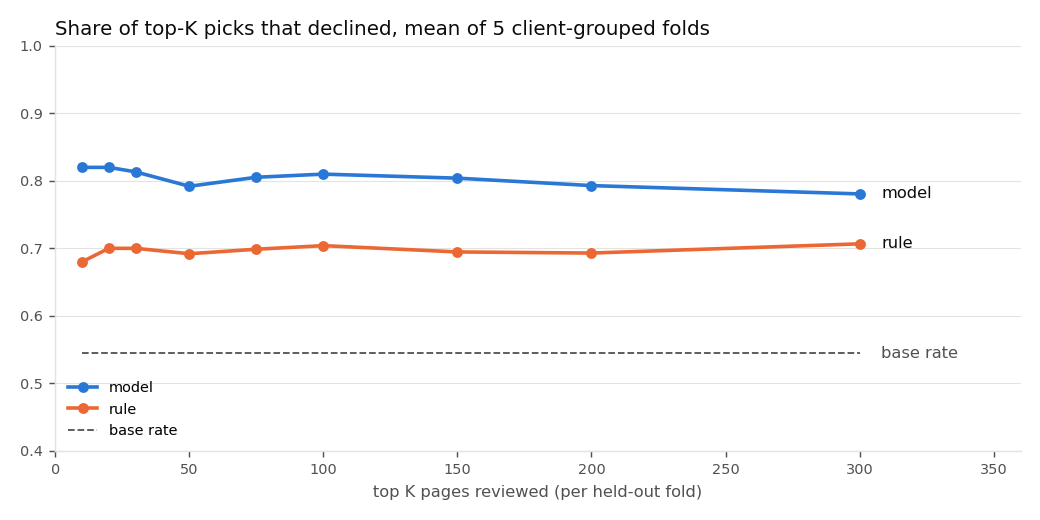 Share of top-K picks that declined, mean of 5 client-grouped folds
1.0
0.9
0.8
0.7
0.6
0.5
0.4
model
rule
base rate
model
rule
base rate
0 50 100 150 200 250 300 350
top K pages reviewed (per held-out fold)